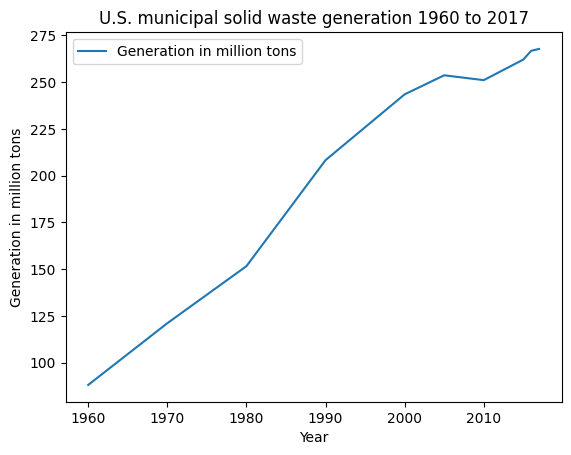 U.S. municipal solid waste generation 1960 to 2017
Generation in million tons
275
250
225
200
175
150
125
100
Generation in million tons
1960 1970 1980 1990 2000 2010
Year